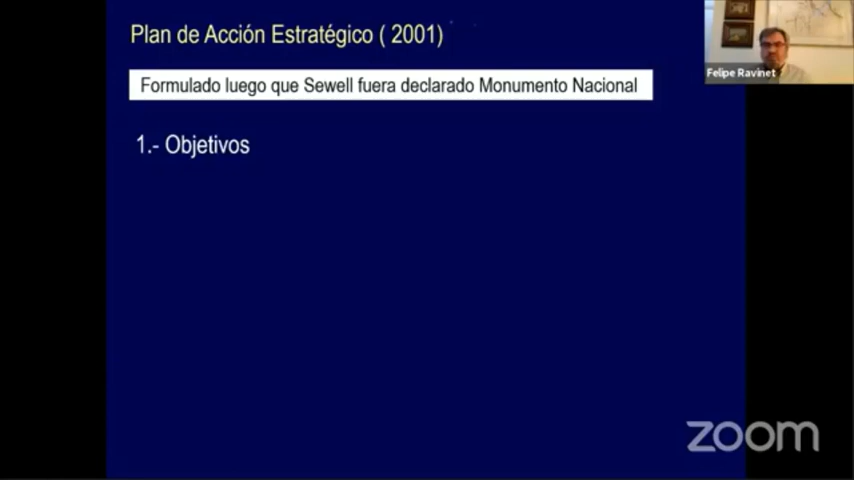 Plan de Acción Estratégico ( 2001)
Formulado luego que Sewell fuera declarado Monumento Nacional
1.- Objetivos
Felipe Ravinet
zoom